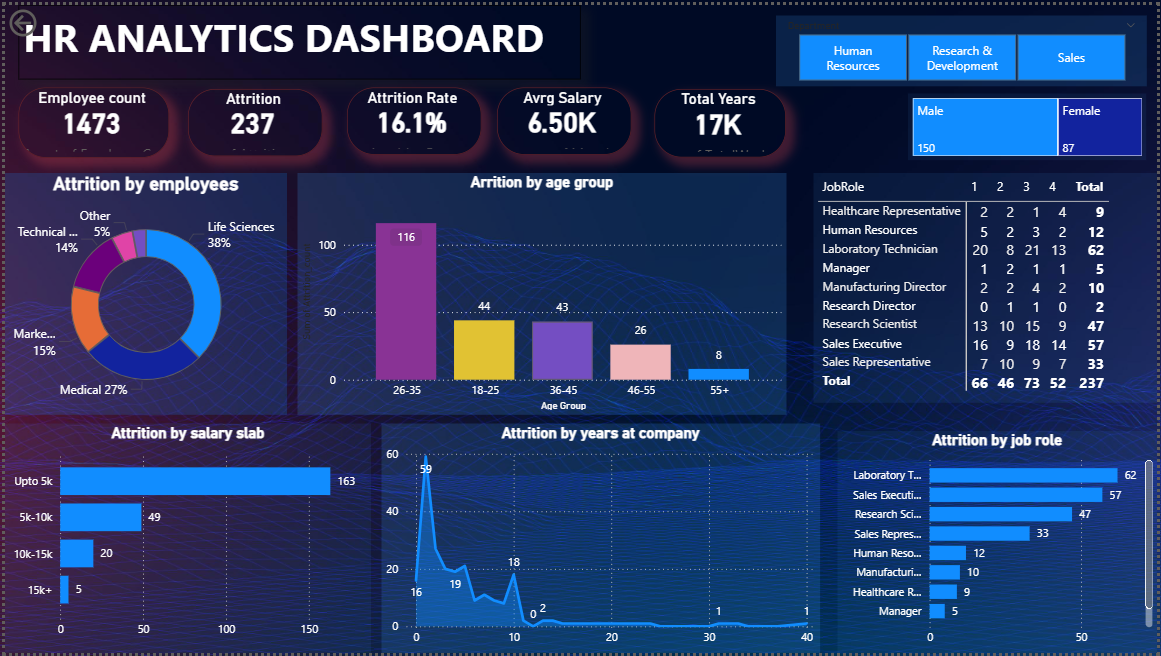 HR ANALYTICS DASHBOARD
Human Resources
Research & Development
Sales
Employee count
1473
Attrition
237
Attrition Rate
16.1%
Avrg Salary
6.50K
Total Years
17K
Male
150
Female
87
Attrition by employees
Other
5%
Technical ...
14%
Life Sciences
38%
Marke...
15%
Medical 27%
Arrition by age group
100
50
0
116
44
43
26
8
26-35 18-25 36-45 46-55 55+
Age Group
JobRole 1 2 3 4 Total
Healthcare Representative 2 2 1 4 9
Human Resources 5 2 3 2 12
Laboratory Technician 20 8 21 13 62
Manager 1 2 1 1 5
Manufacturing Director 2 2 4 2 10
Research Director 0 1 1 0 2
Research Scientist 13 10 15 9 47
Sales Executive 16 9 18 14 57
Sales Representative 7 10 9 7 33
Total 66 46 73 52 237
Attrition by salary slab
Upto 5k 163
5k-10k 49
10k-15k 20
15k+ 5
0 50 100 150
Attrition by years at company
60
40
20
0
59
16
19
18
0
2
1
1
0 10 20 30 40
Attrition by job role
Laboratory T... 62
Sales Executi... 57
Research Sci... 47
Sales Repres... 33
Human Reso... 12
Manufacturi... 10
Healthcare R... 9
Manager 5
0 50